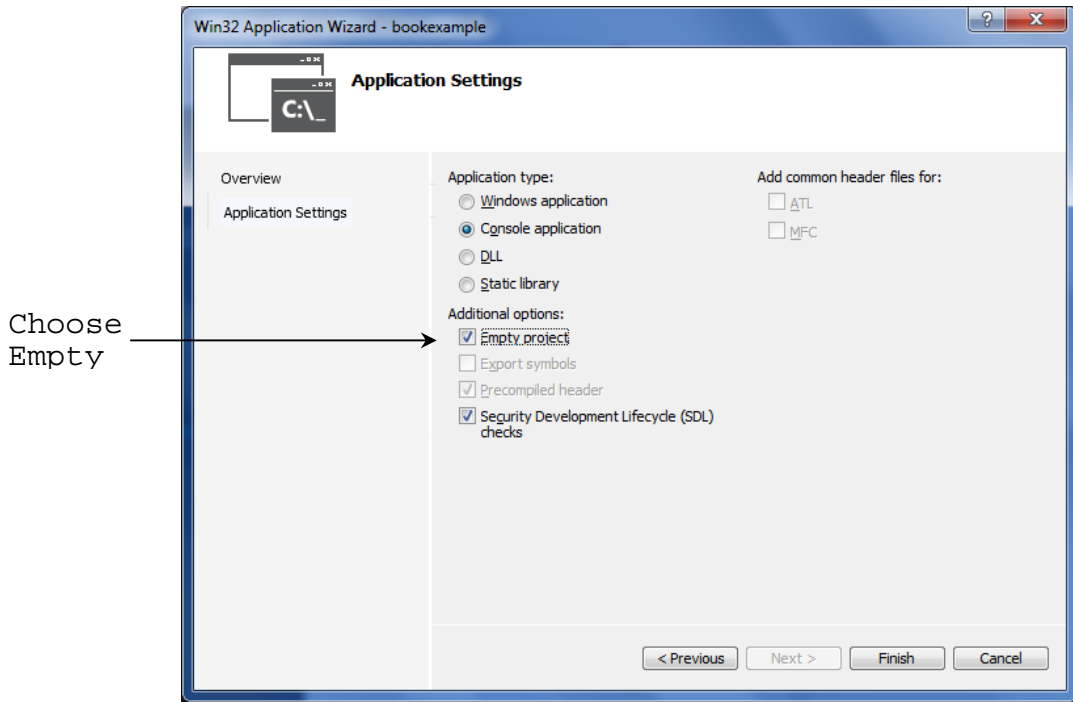 Win32 Application Wizard - bookexample
C:\_
Application Settings
Overview
Application Settings
Application type:
Windows application
Console application
DLL
Static library
Additional options:
Empty project
Export symbols
Precompiled header
Security Development Lifecycle (SDL)
checks
Add common header files for:
ATL
MFC
Choose
Empty
< Previous
Next >
Finish
Cancel